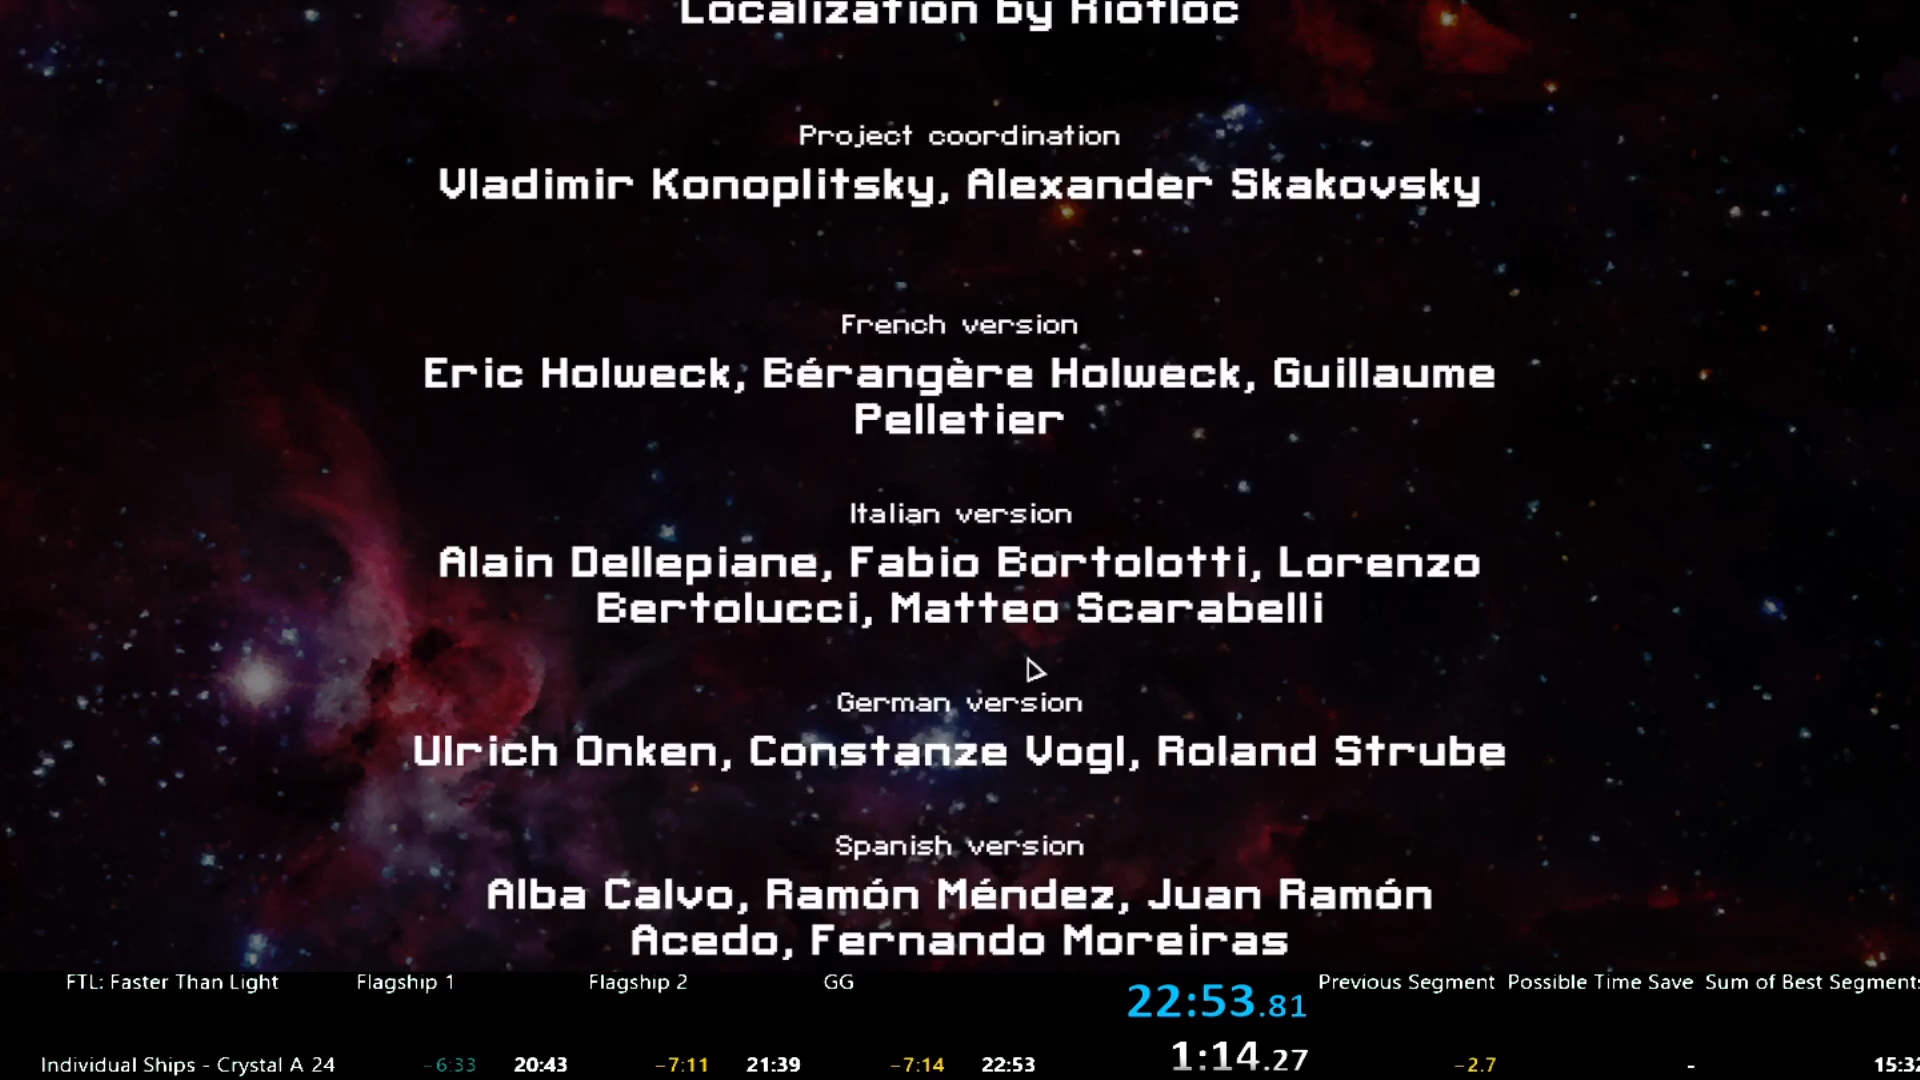 Localization by Riotloc
Project coordination
Vladimir Konoplitsky, Alexander Skakovsky
French version
Eric Holweck, Bérangère Holweck, Guillaume
Pelletier
Italian version
Alain Dellepiane, Fabio Bortolotti, Lorenzo
Bertolucci, Matteo Scarabelli
German version
Ulrich Onken, Constanze Vogl, Roland Strube
Spanish version
Alba Calvo, Ramón Méndez, Juan Ramón
Acedo, Fernando Moreiras
FTL: Faster Than Light Flagship 1 Flagship 2 GG 22:53.81 Previous Segment Possible Time Save Sum of Best Segments
Individual Ships - Crystal A 24 -6:33 20:43 -7:11 21:39 -7:14 22:53 1:14.27 -2.7 - 15:32